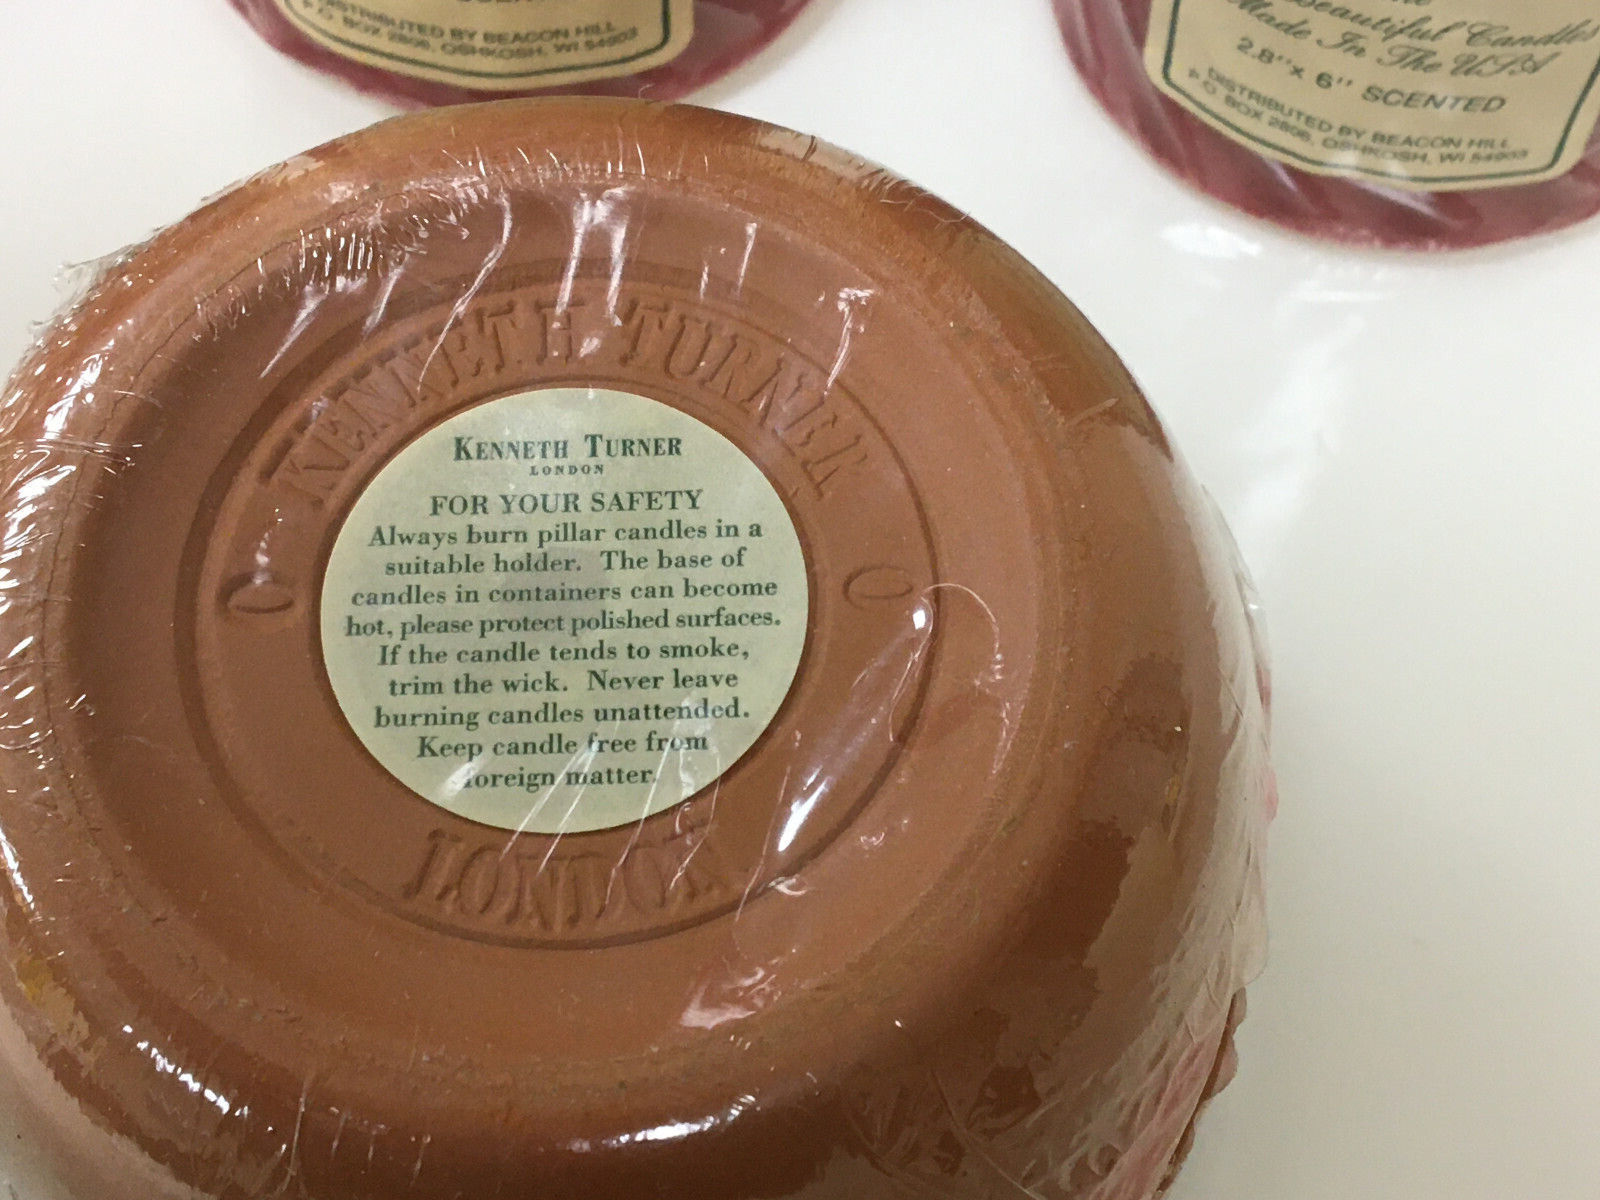 DISTRIBUTED BY BEACON HILL
P.O. BOX 2806, OSHKOSH, WI 54903
Beautiful Candles
Made In The USA
2.8" x 6" SCENTED
DISTRIBUTED BY BEACON HILL
P.O. BOX 2806, OSHKOSH, WI 54903
KENNETH TURNER
KENNETH TURNER
LONDON
FOR YOUR SAFETY
Always burn pillar candles in a
suitable holder. The base of
candles in containers can become
hot, please protect polished surfaces.
If the candle tends to smoke,
trim the wick. Never leave
burning candles unattended.
Keep candle free from
foreign matter.
LONDON